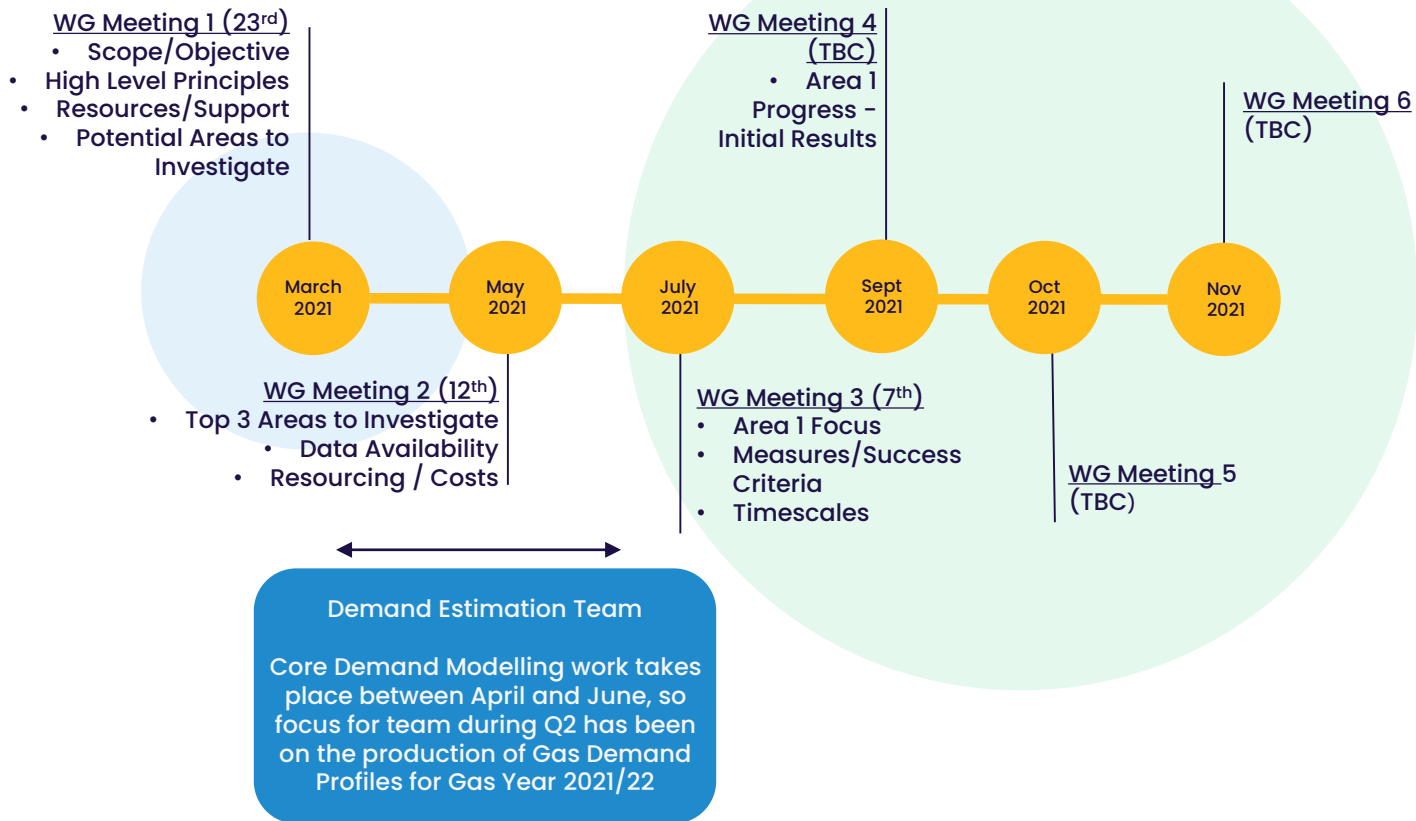 WG Meeting 1 (23rd)
• Scope/Objective
• High Level Principles
• Resources/Support
• Potential Areas to
Investigate
WG Meeting 4
(TBC)
• Area 1
Progress –
Initial Results
WG Meeting 6
(TBC)
March
2021
May
2021
July
2021
Sept
2021
Oct
2021
Nov
2021
WG Meeting 2 (12th)
• Top 3 Areas to Investigate
• Data Availability
• Resourcing / Costs
WG Meeting 3 (7th)
• Area 1 Focus
• Measures/Success
Criteria
• Timescales
WG Meeting 5
(TBC)
Demand Estimation Team
Core Demand Modelling work takes
place between April and June, so
focus for team during Q2 has been
on the production of Gas Demand
Profiles for Gas Year 2021/22